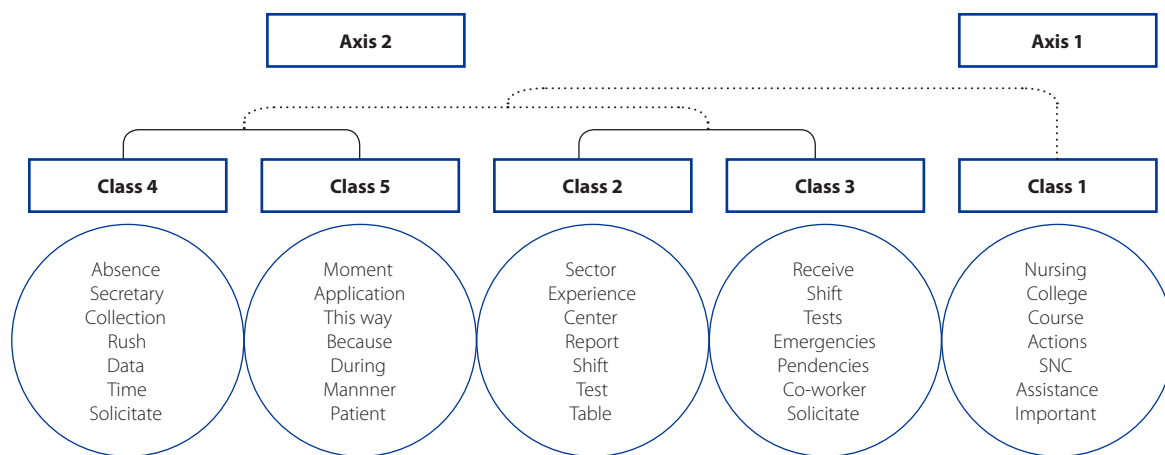 Axis 2
Axis 1
Class 4
Class 5
Class 2
Class 3
Class 1
Absence
Secretary
Collection
Rush
Data
Time
Solicitate
Moment
Application
This way
Because
During
Mannner
Patient
Sector
Experience
Center
Report
Shift
Test
Table
Receive
Shift
Tests
Emergencies
Pendencies
Co-worker
Solicitate
Nursing
College
Course
Actions
SNC
Assistance
Important